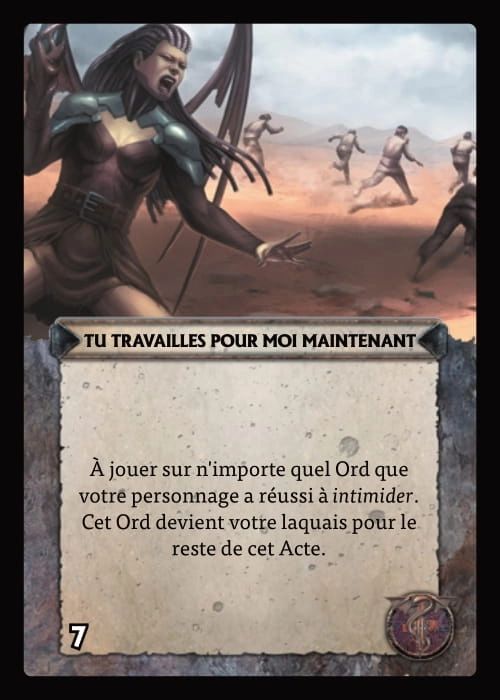 TU TRAVAILLES POUR MOI MAINTENANT
À jouer sur n'importe quel Ord que
votre personnage a réussi à intimider.
Cet Ord devient votre laquais pour le
reste de cet Acte.
7